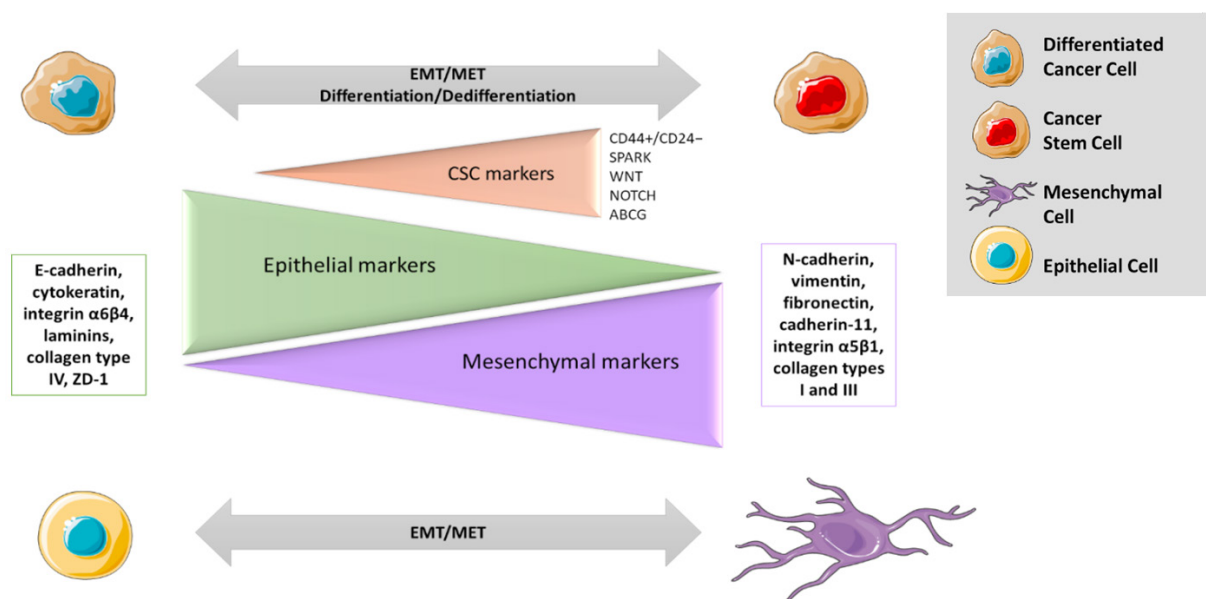 EMT/MET
Differentiation/Dedifferentiation
CD44+/CD24−
SPARK
WNT
NOTCH
ABCG
CSC markers
Epithelial markers
Mesenchymal markers
E-cadherin,
cytokeratin,
integrin α6β4,
laminins,
collagen type
IV, ZD-1
N-cadherin,
vimentin,
fibronectin,
cadherin-11,
integrin α5β1,
collagen types
I and III
EMT/MET
Differentiated
Cancer Cell
Cancer
Stem Cell
Mesenchymal
Cell
Epithelial Cell